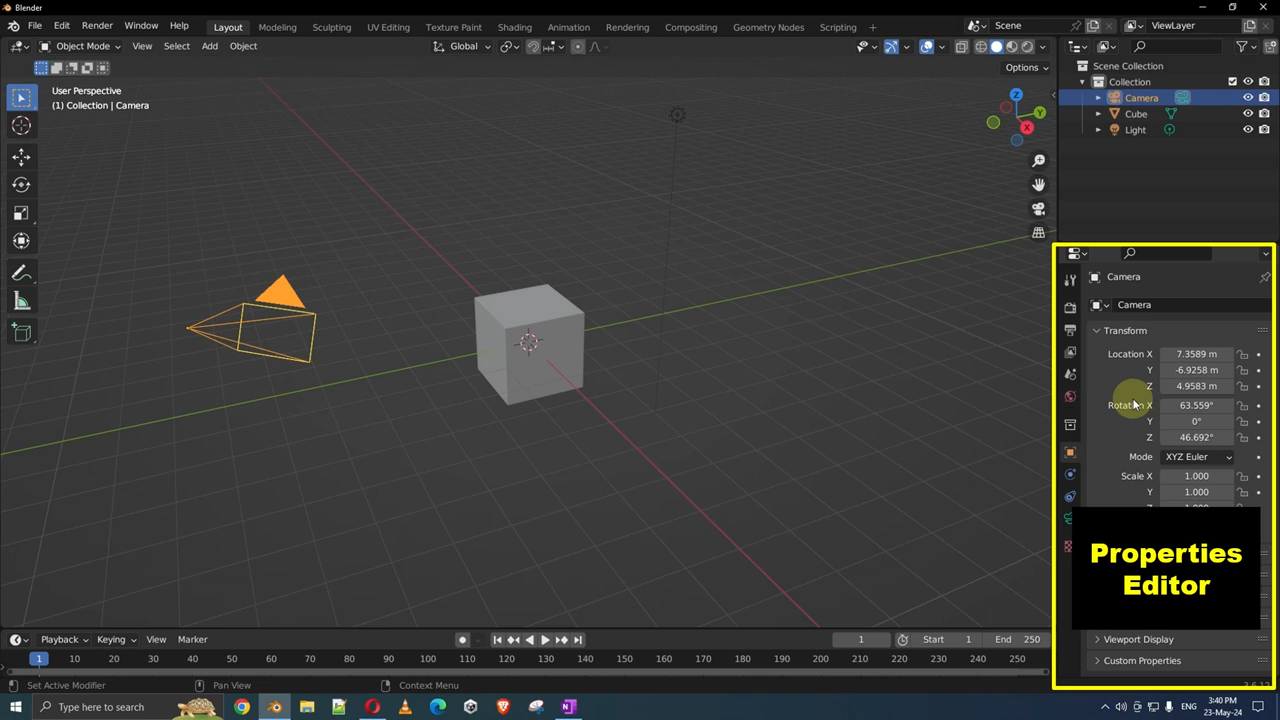 Blender
File Edit Render Window Help Layout Modeling Sculpting UV Editing Texture Paint Shading Animation Rendering Compositing Geometry Nodes Scripting + Scene ViewLayer
Object Mode View Select Add Object Global
Options
User Perspective
(1) Collection | Camera
Z
Y
X
Scene Collection
Collection
Camera
Cube
Light
Camera
Camera
Transform
Location X 7.3589 m
Y -6.9258 m
Z 4.9583 m
Rotation X 63.559°
Y 0°
Z 46.692°
Mode XYZ Euler
Scale X 1.000
Y 1.000
Properties
Editor
Viewport Display
Custom Properties
Playback Keying View Marker 1 Start 1 End 250
1 10 20 30 40 50 60 70 80 90 100 110 120 130 140 150 160 170 180 190 200 210 220 230 240 250
Set Active Modifier Pan View Context Menu
Type here to search
ENG
3:40 PM
23-May-24